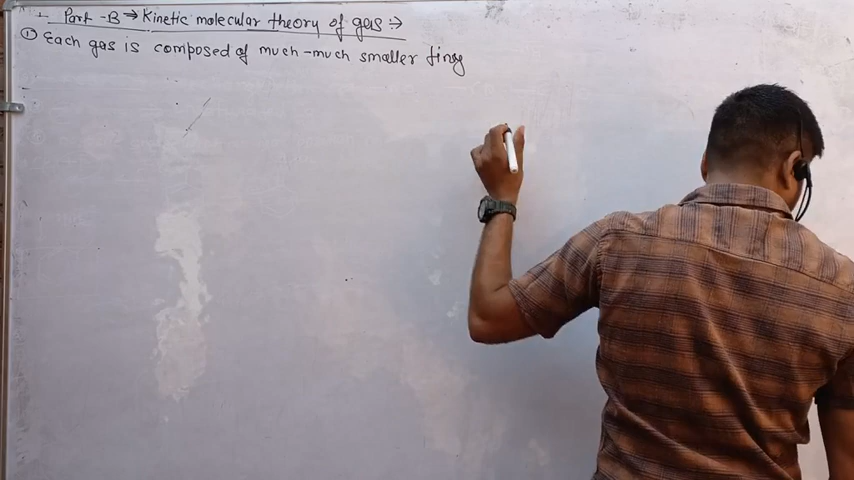 Part-B → Kinetic molecular theory of gas :→
① Each gas is composed of much-much smaller tiny